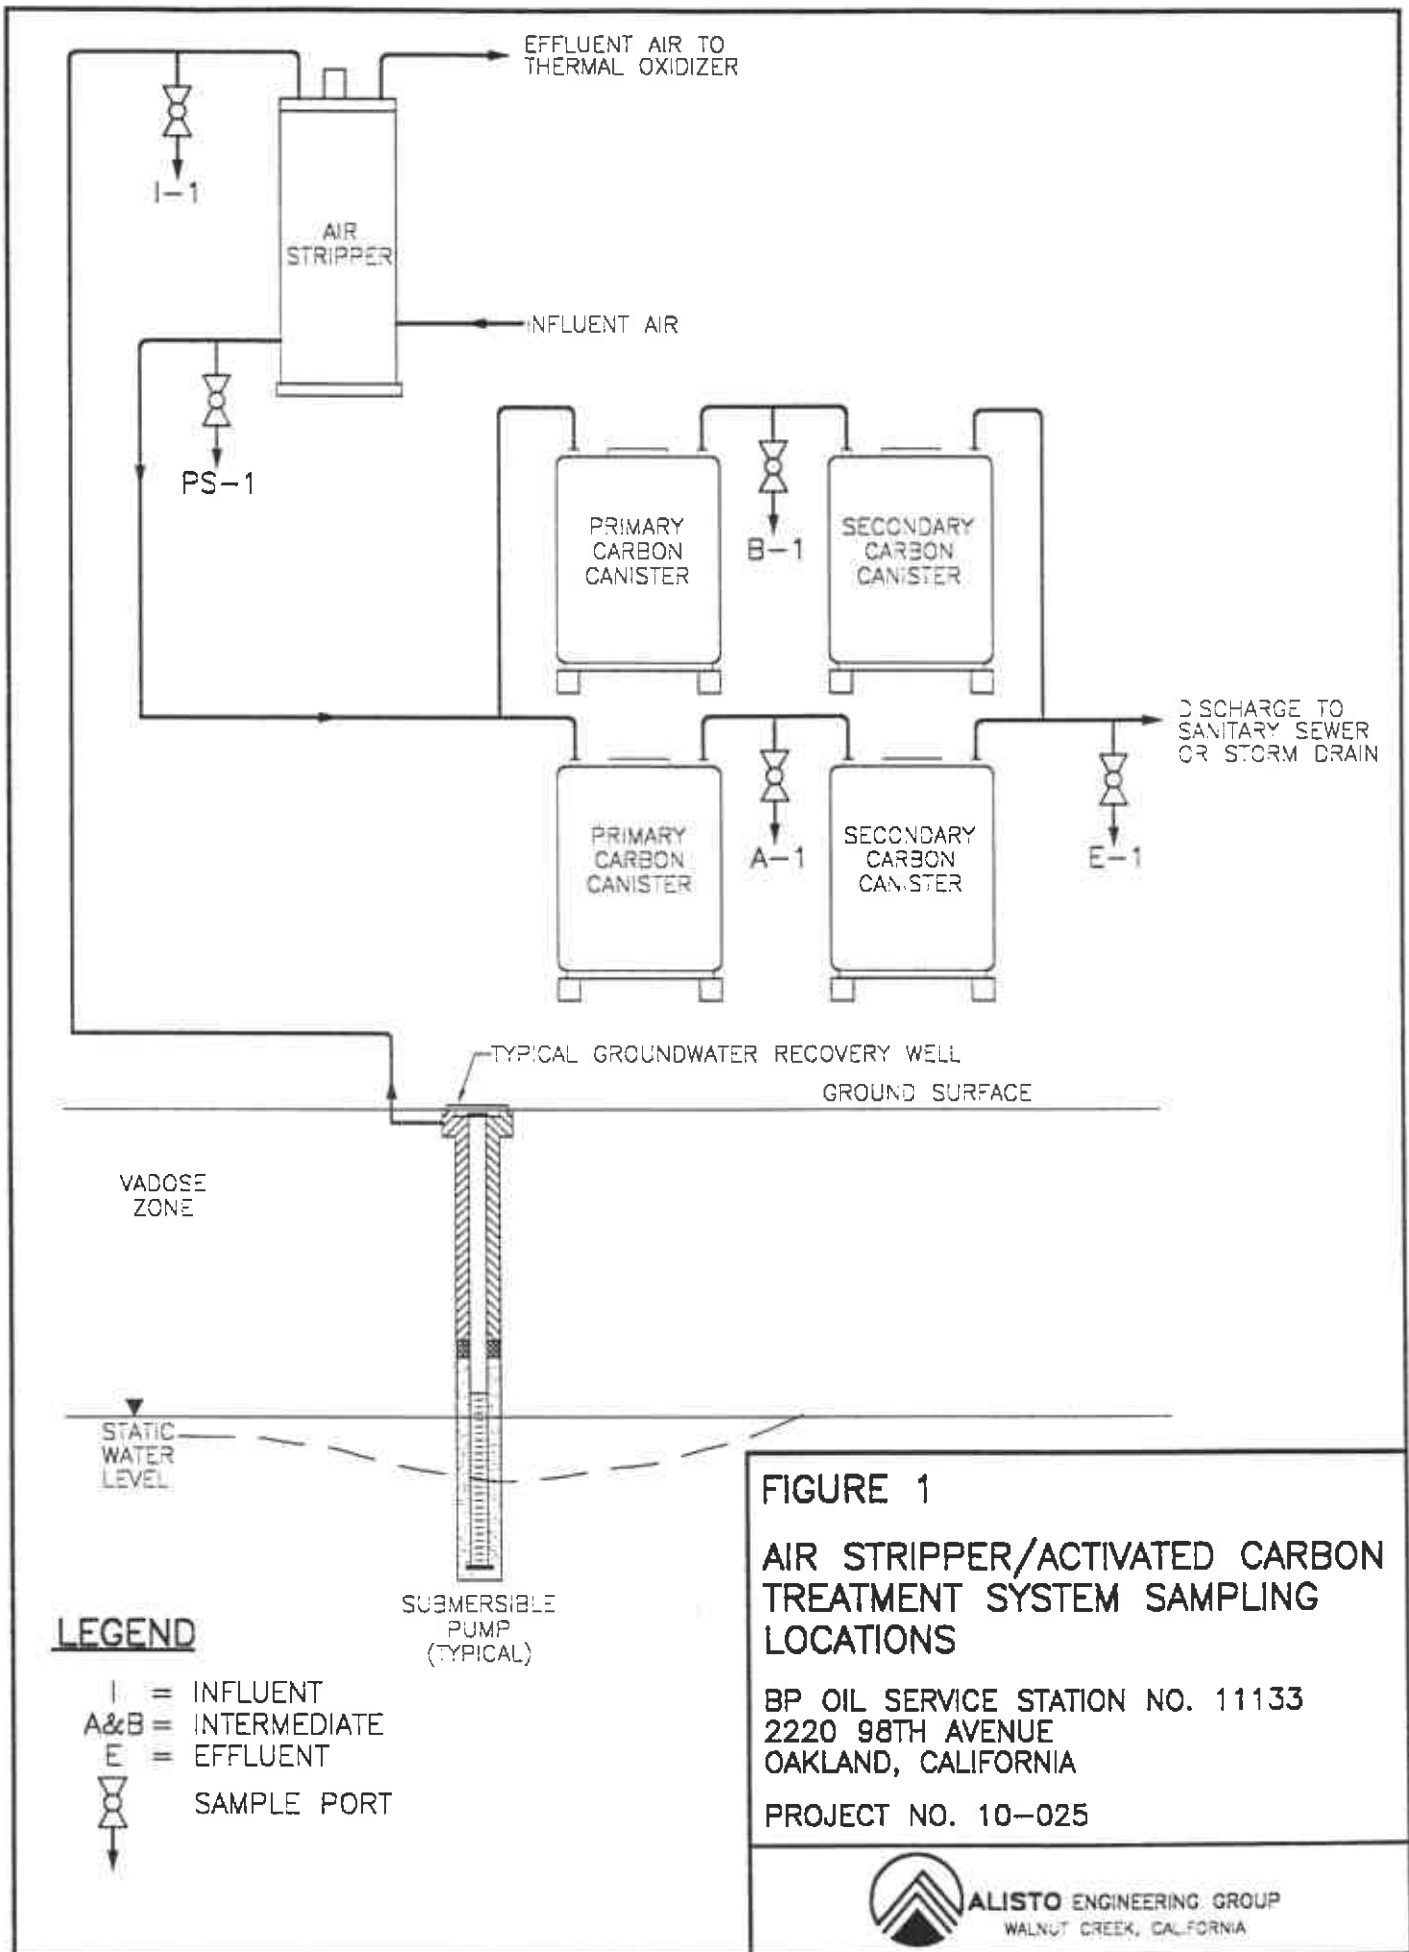 EFFLUENT AIR TO
THERMAL OXIDIZER
I-1
AIR
STRIPPER
INFLUENT AIR
PS-1
PRIMARY
CARBON
CANISTER
B-1
SECONDARY
CARBON
CANISTER
DISCHARGE TO
SANITARY SEWER
OR STORM DRAIN
PRIMARY
CARBON
CANISTER
A-1
SECONDARY
CARBON
CANISTER
E-1
TYPICAL GROUNDWATER RECOVERY WELL
GROUND SURFACE
VADOSE
ZONE
STATIC
WATER
LEVEL
SUBMERSIBLE
PUMP
(TYPICAL)
LEGEND
I = INFLUENT
A&B = INTERMEDIATE
E = EFFLUENT
SAMPLE PORT
FIGURE 1
AIR STRIPPER/ACTIVATED CARBON
TREATMENT SYSTEM SAMPLING
LOCATIONS
BP OIL SERVICE STATION NO. 11133
2220 98TH AVENUE
OAKLAND, CALIFORNIA
PROJECT NO. 10-025
ALISTO ENGINEERING GROUP
WALNUT CREEK, CALIFORNIA